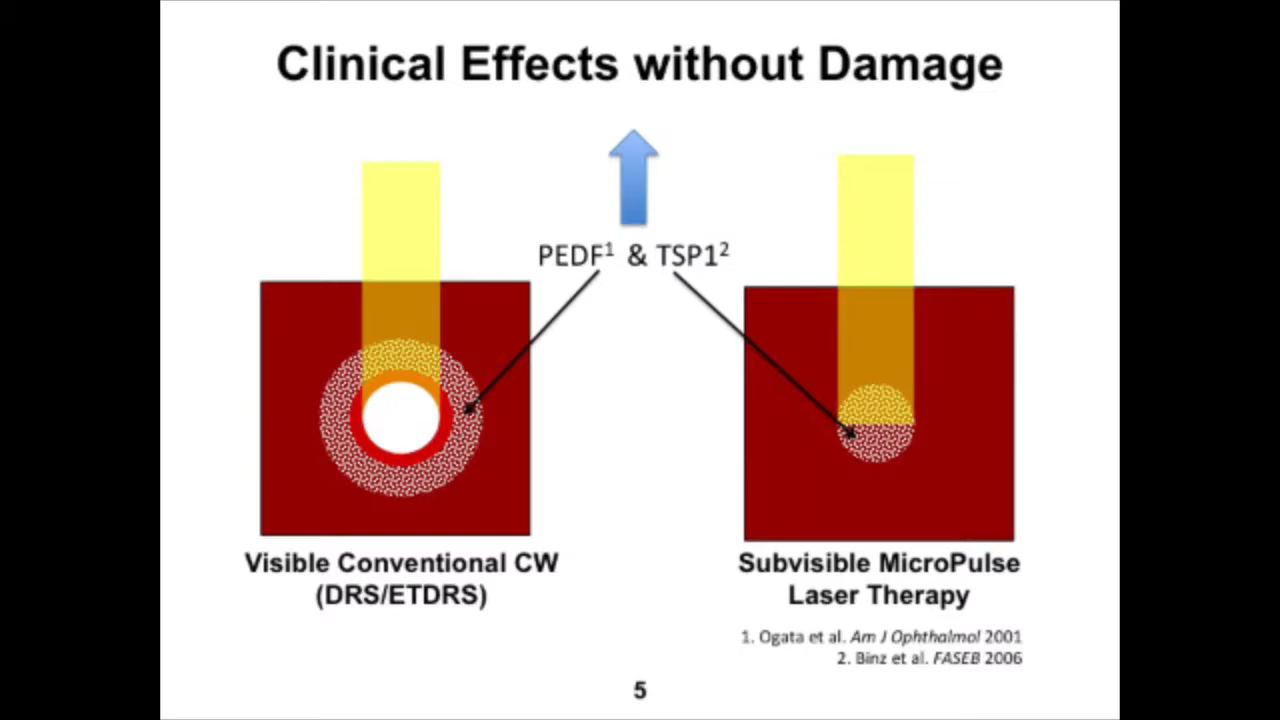 Clinical Effects without Damage
PEDF¹ & TSP1²
Visible Conventional CW
(DRS/ETDRS)
Subvisible MicroPulse
Laser Therapy
1. Ogata et al. Am J Ophthalmol 2001
2. Binz et al. FASEB 2006
5